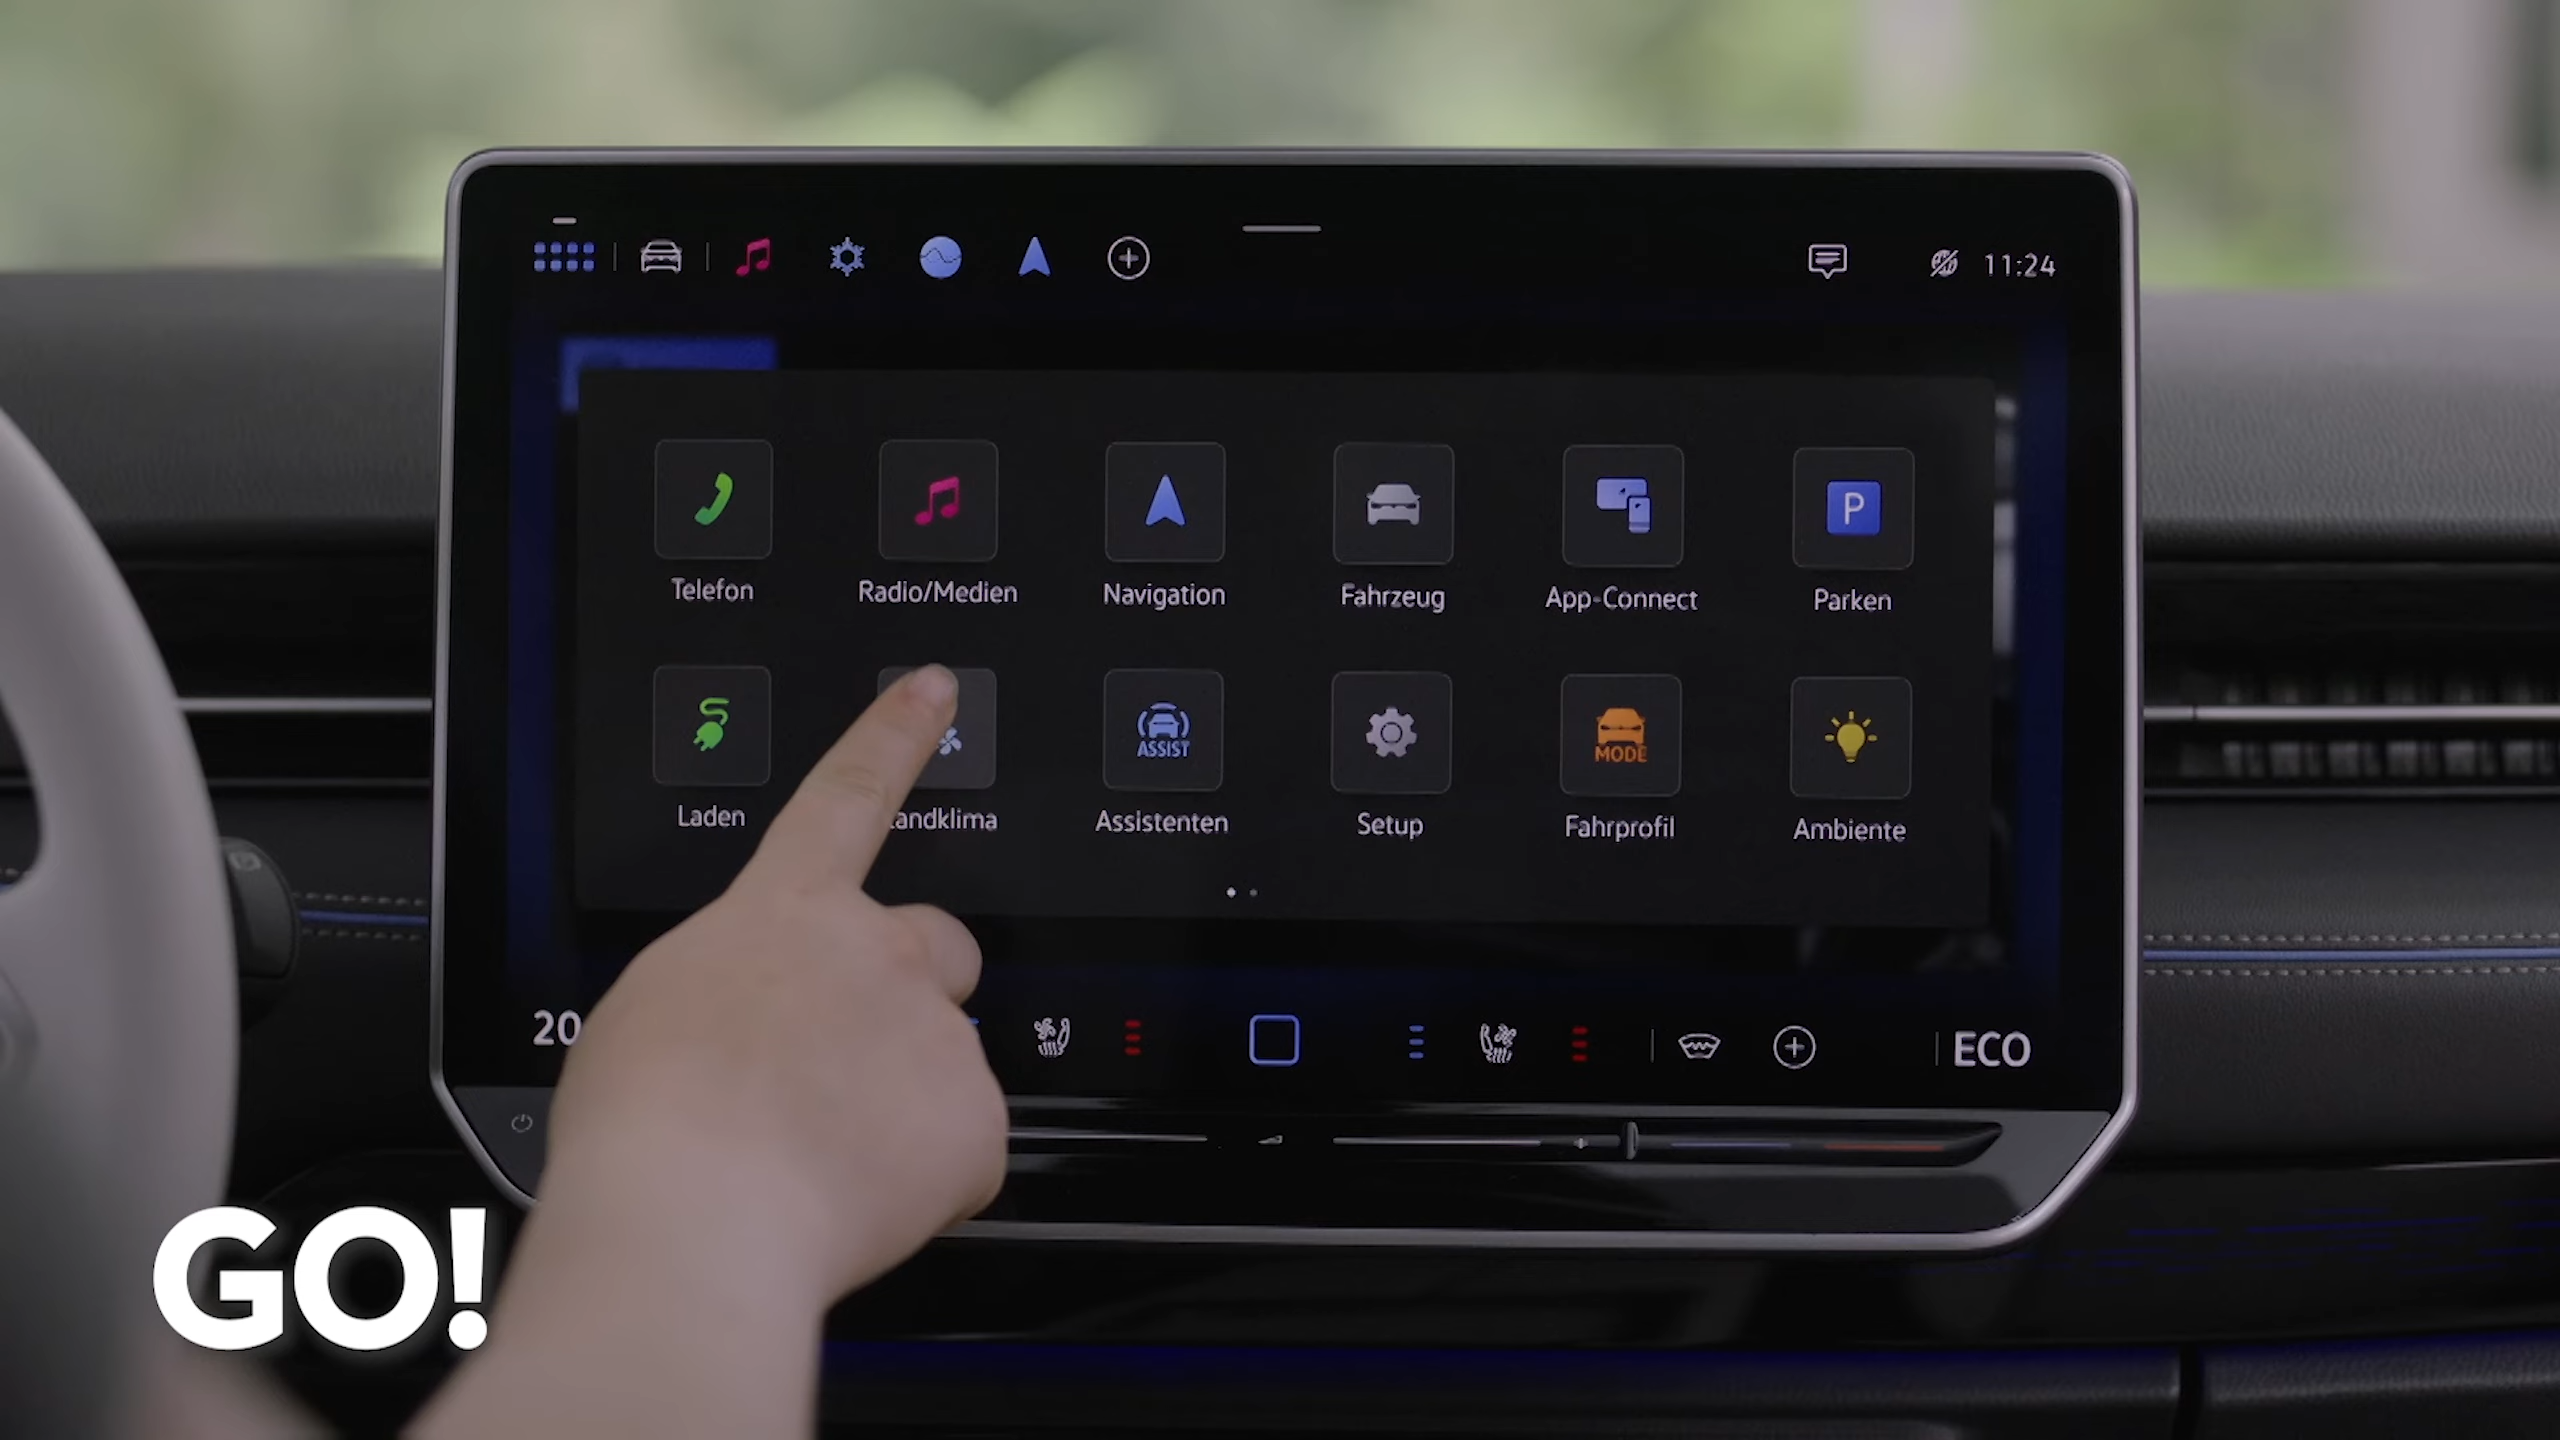 11:24
Telefon
Radio/Medien
Navigation
Fahrzeug
App-Connect
Parken
P
Laden
ASSIST
Assistenten
Setup
MODE
Fahrprofil
Ambiente
20
ECO
GO!